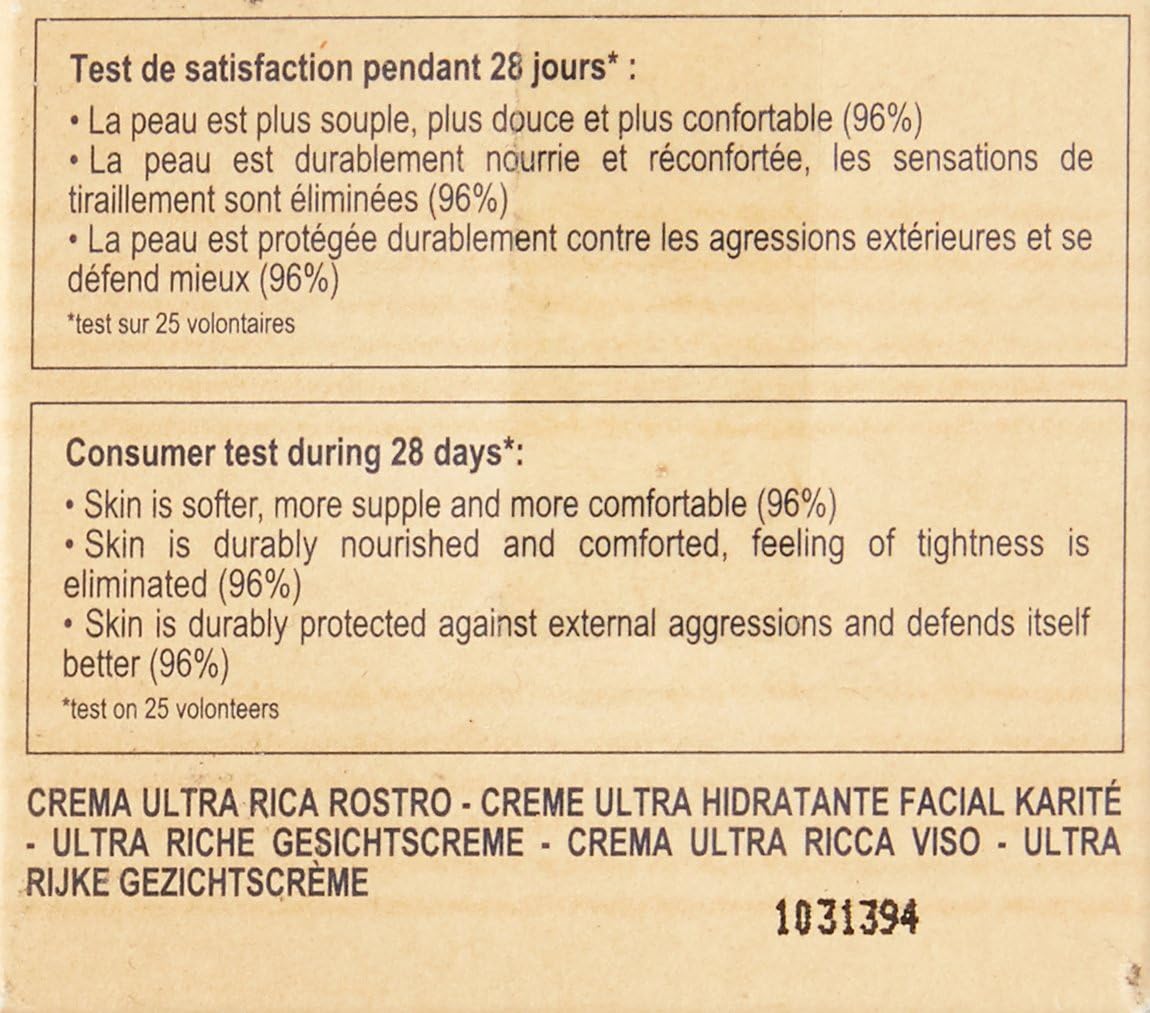 Test de satisfaction pendant 28 jours* :
• La peau est plus souple, plus douce et plus confortable (96%)
• La peau est durablement nourrie et réconfortée, les sensations de
tiraillement sont éliminées (96%)
• La peau est protégée durablement contre les agressions extérieures et se
défend mieux (96%)
*test sur 25 volontaires
Consumer test during 28 days*:
• Skin is softer, more supple and more comfortable (96%)
• Skin is durably nourished and comforted, feeling of tightness is
eliminated (96%)
• Skin is durably protected against external aggressions and defends itself
better (96%)
*test on 25 volunteers
CREMA ULTRA RICA ROSTRO - CREME ULTRA HIDRATANTE FACIAL KARITÉ
- ULTRA RICHE GESICHTSCREME - CREMA ULTRA RICCA VISO - ULTRA
RIJKE GEZICHTSCRÈME
1031394